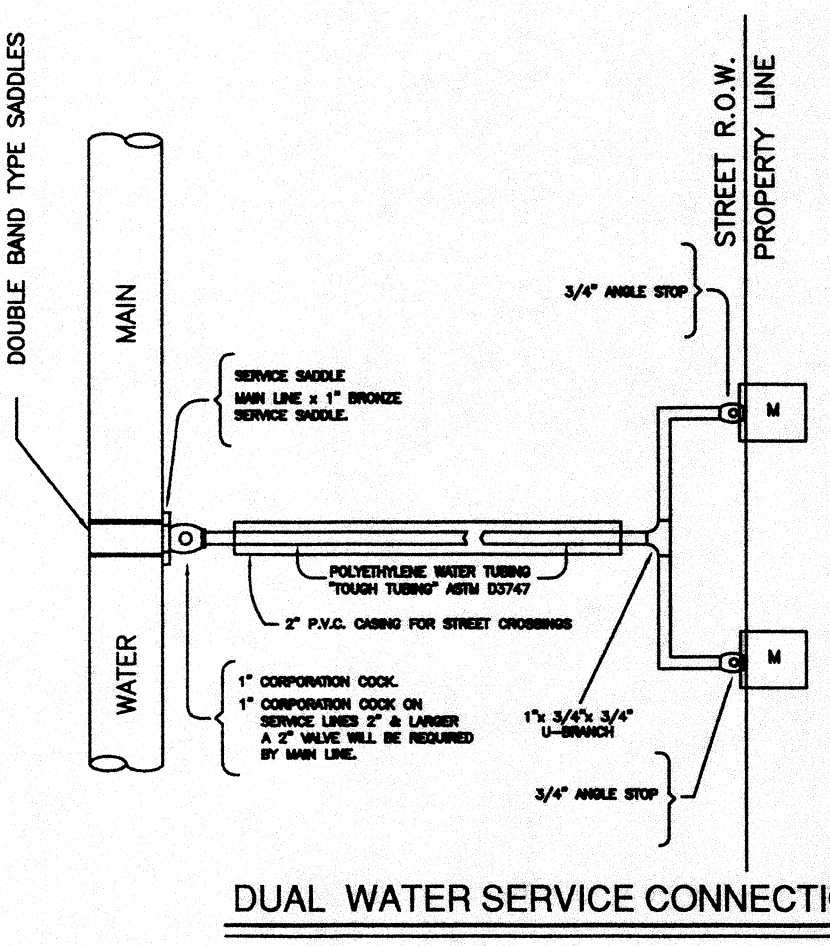 DOUBLE BAND TYPE SADDLES
WATER MAIN
STREET R.O.W.
PROPERTY LINE
3/4" ANGLE STOP
SERVICE SADDLE
MAIN LINE x 1" BRONZE
SERVICE SADDLE.
M
POLYETHYLENE WATER TUBING
"TOUGH TUBING" ASTM D3747
2" P.V.C. CASING FOR STREET CROSSINGS
M
1" CORPORATION COCK.
1" CORPORATION COCK ON
SERVICE LINES 2" & LARGER
A 2" VALVE WILL BE REQUIRED
BY MAIN LINE.
1"x 3/4"x 3/4"
U-BRANCH
3/4" ANGLE STOP
DUAL WATER SERVICE